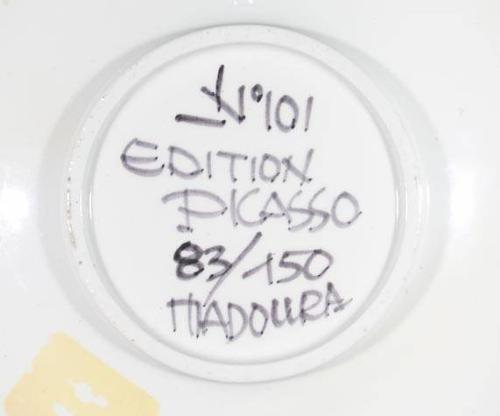 N°101
EDITION
PICASSO
83/150
MADOURA